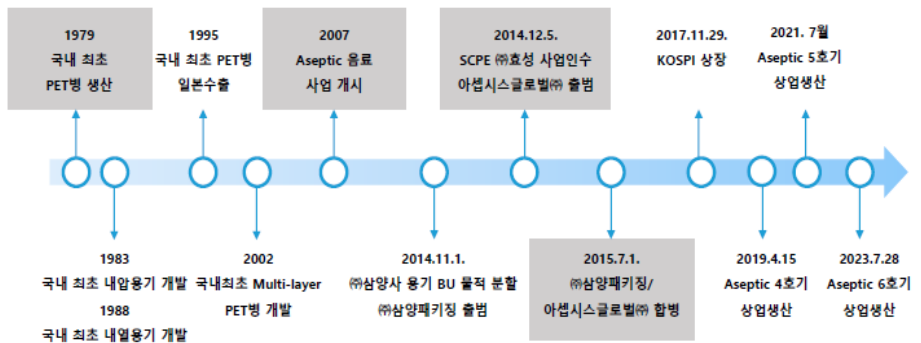 1979
국내 최초
PET병 생산
1995
국내 최초 PET병
일본수출
2007
Aseptic 음료
사업 개시
2014.12.5.
SCPE ㈜효성 사업인수
아셉시스글로벌㈜ 출범
2017.11.29.
KOSPI 상장
2021. 7월
Aseptic 5호기
상업생산
1983
국내 최초 내압용기 개발
1988
국내 최초 내열용기 개발
2002
국내최초 Multi-layer
PET병 개발
2014.11.1.
㈜삼양사 용기 BU 물적 분할
㈜삼양패키징 출범
2015.7.1.
㈜삼양패키징/
아셉시스글로벌㈜ 합병
2019.4.15
Aseptic 4호기
상업생산
2023.7.28
Aseptic 6호기
상업생산